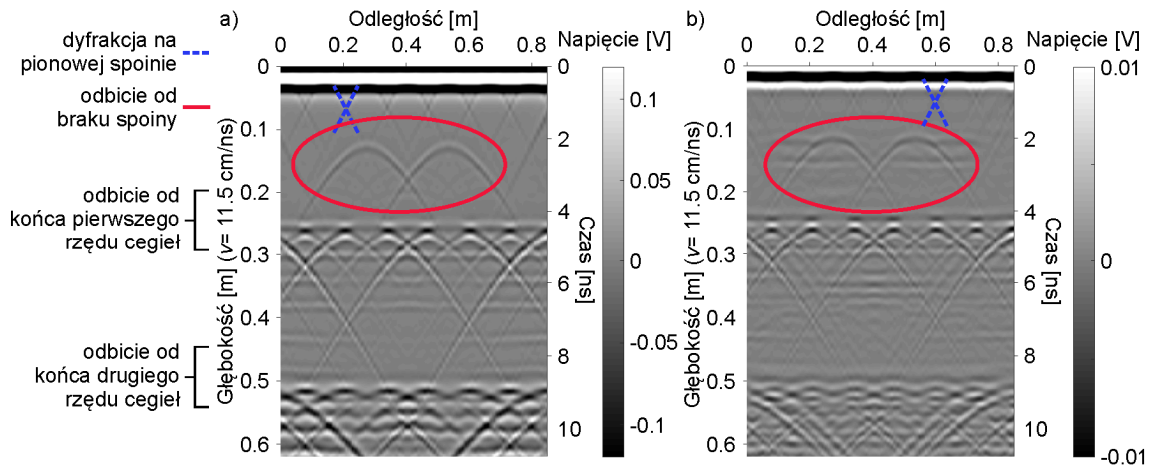 a)
Odległość [m]
b)
Odległość [m]
dyfrakcja na
pionowej spoinie
odbicie od
braku spoiny
odbicie od
końca pierwszego
rzędu cegieł
odbicie od
końca drugiego
rzędu cegieł
0 0.2 0.4 0.6 0.8
Napięcie [V]
0
0.1
0.2
0.3
0.4
0.5
0.6
Głębokość [m] (v= 11.5 cm/ns)
0
2
4
6
8
10
Czas [ns]
0.1
0.05
0
-0.05
-0.1
0 0.2 0.4 0.6 0.8
Napięcie [V]
0
0.1
0.2
0.3
0.4
0.5
0.6
Głębokość [m] (v= 11.5 cm/ns)
0
2
4
6
8
10
Czas [ns]
0.01
0
-0.01